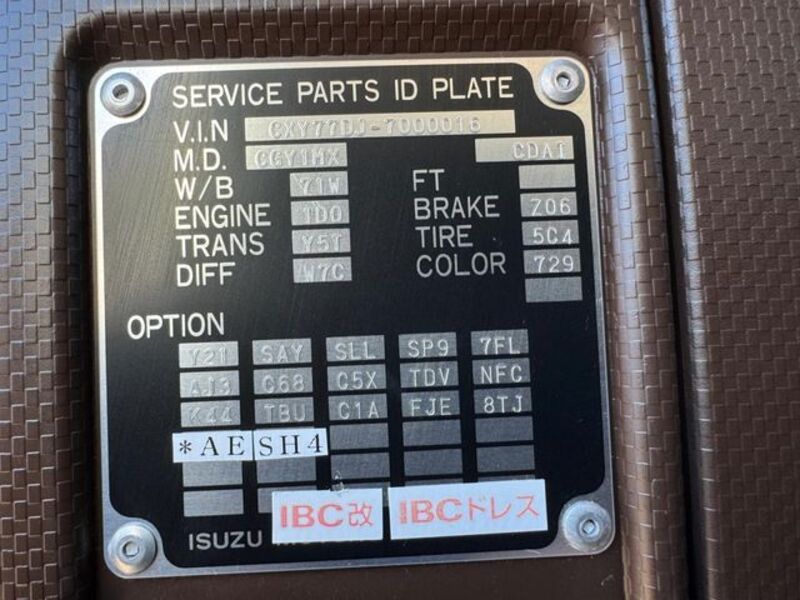 SERVICE PARTS ID PLATE
V.I.N CXY77DJ-7000016
M.D. CGY1MX CDA1
W/B 71W FT
ENGINE 1D0 BRAKE Z06
TRANS Y5T TIRE 5C4
DIFF W7C COLOR 729
OPTION
Y21 SAY SLL SP9 7FL
AJ3 C68 C5X TDV NFC
K44 TBU C1A FJE 8TJ
*AE SH4
IBC改 IBCドレス
ISUZU